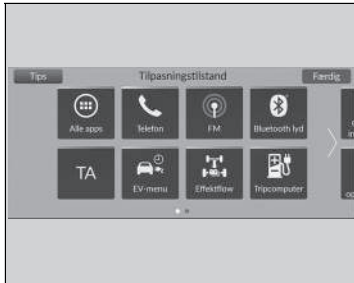 Tips
Tilpasningstilstand
Færdig
Alle apps
Telefon
FM
Bluetooth lyd
TA
EV-menu
Effektflow
Tripcomputer